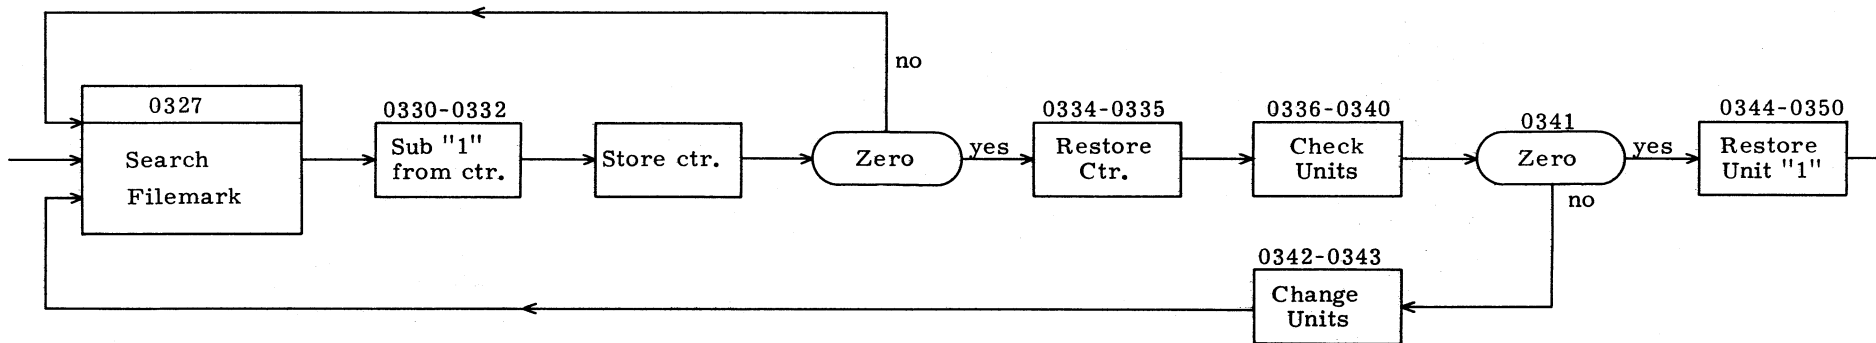 no
0327
Search
Filemark
0330-0332
Sub "1"
from ctr.
Store ctr.
Zero
yes
0334-0335
Restore
Ctr.
0336-0340
Check
Units
0341
Zero
yes
no
0344-0350
Restore
Unit "1"
0342-0343
Change
Units